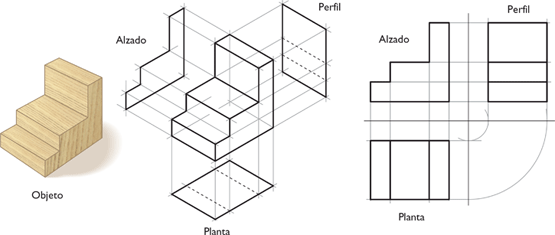 Perfil
Alzado
Objeto
Planta
Perfil
Alzado
Planta